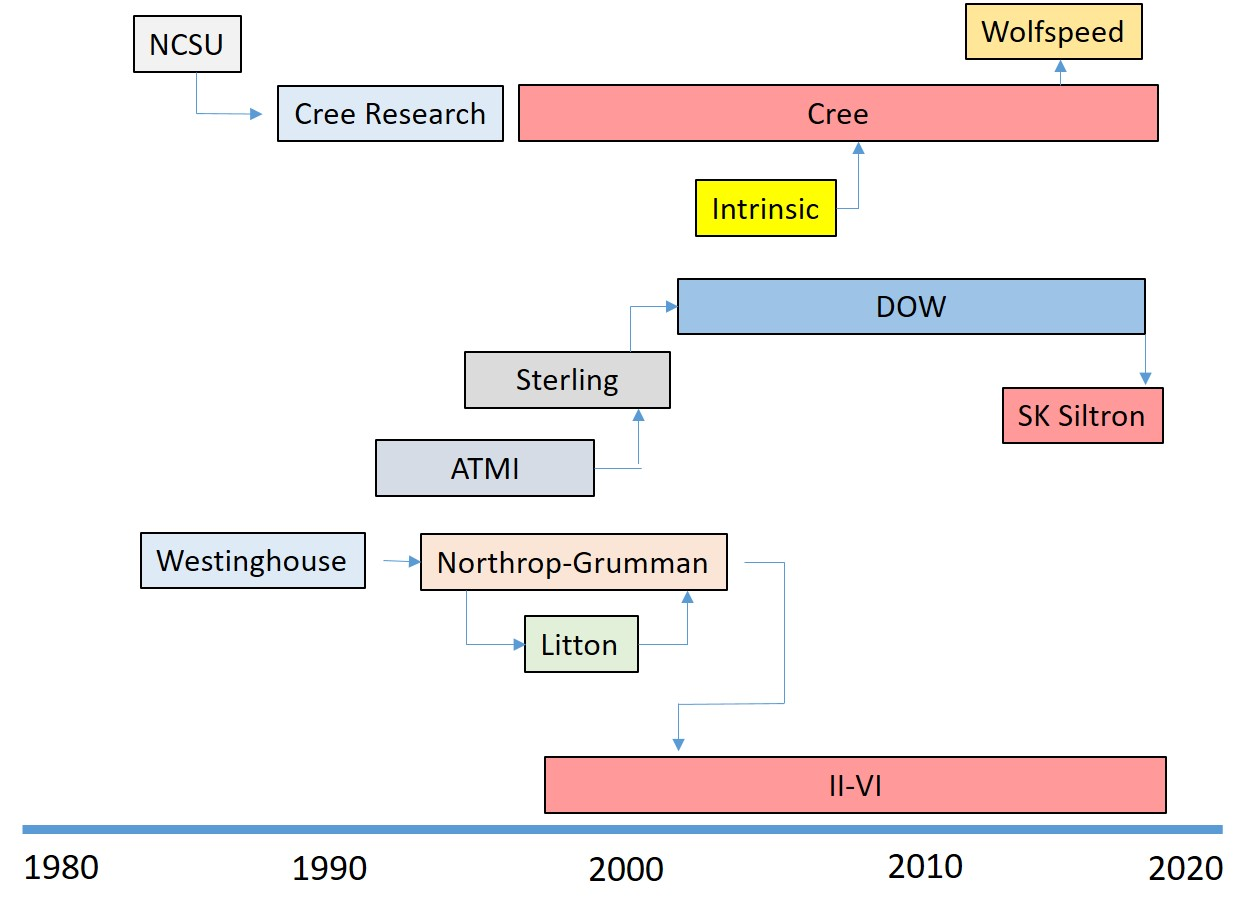 NCSU
Wolfspeed
Cree Research
Cree
Intrinsic
DOW
Sterling
SK Siltron
ATMI
Westinghouse
Northrop-Grumman
Litton
II-VI
1980
1990
2000
2010
2020